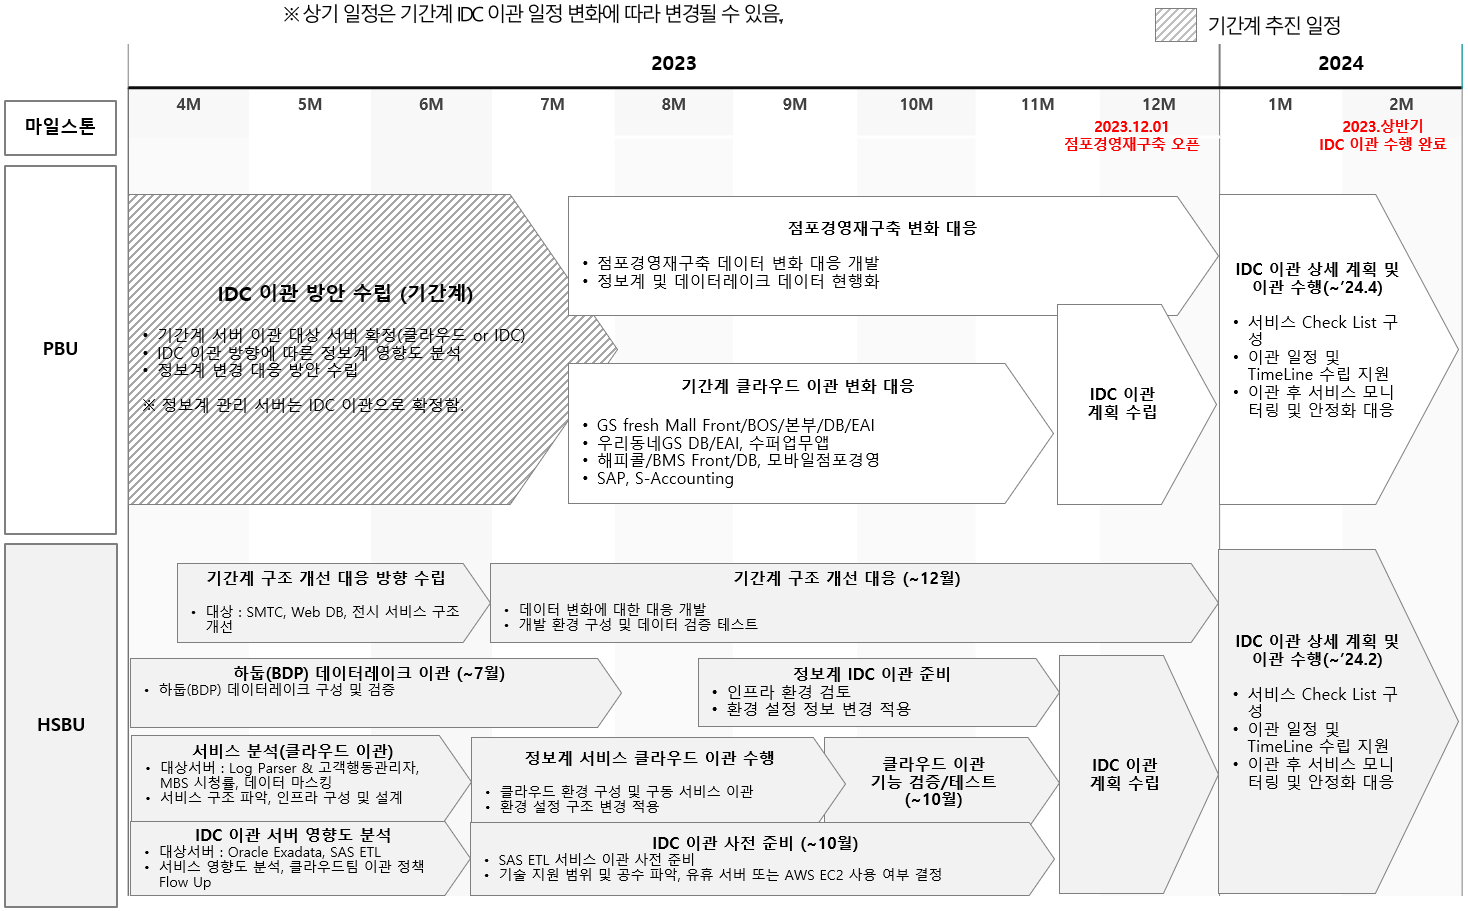 ※ 상기 일정은 기간계 IDC 이관 일정 변화에 따라 변경될 수 있음,
기간계 추진 일정
2023
2024
4M
5M
6M
7M
8M
9M
10M
11M
12M
1M
2M
마일스톤
2023.12.01
점포경영재구축 오픈
2023.상반기
IDC 이관 수행 완료
PBU
IDC 이관 방안 수립 (기간계)
• 기간계 서버 이관 대상 서버 확정(클라우드 or IDC)
• IDC 이관 방향에 따른 정보계 영향도 분석
• 정보계 변경 대응 방안 수립
※ 정보계 관리 서버는 IDC 이관으로 확정함.
점포경영재구축 변화 대응
• 점포경영재구축 데이터 변화 대응 개발
• 정보계 및 데이터레이크 데이터 현행화
기간계 클라우드 이관 변화 대응
• GS fresh Mall Front/BOS/본부/DB/EAI
• 우리동네GS DB/EAI, 수퍼업무앱
• 해피콜/BMS Front/DB, 모바일점포경영
• SAP, S-Accounting
IDC 이관
계획 수립
IDC 이관 상세 계획 및
이관 수행(~’24.4)
• 서비스 Check List 구
성
• 이관 일정 및
TimeLine 수립 지원
• 이관 후 서비스 모니
터링 및 안정화 대응
HSBU
기간계 구조 개선 대응 방향 수립
• 대상 : SMTC, Web DB, 전시 서비스 구조
개선
기간계 구조 개선 대응 (~12월)
• 데이터 변화에 대한 대응 개발
• 개발 환경 구성 및 데이터 검증 테스트
하둡(BDP) 데이터레이크 이관 (~7월)
• 하둡(BDP) 데이터레이크 구성 및 검증
정보계 IDC 이관 준비
• 인프라 환경 검토
• 환경 설정 정보 변경 적용
서비스 분석(클라우드 이관)
• 대상서버 : Log Parser & 고객행동관리자,
MBS 시청률, 데이터 마스킹
• 서비스 구조 파악, 인프라 구성 및 설계
정보계 서비스 클라우드 이관 수행
• 클라우드 환경 구성 및 구동 서비스 이관
• 환경 설정 구조 변경 적용
클라우드 이관
기능 검증/테스트
(~10월)
IDC 이관 서버 영향도 분석
• 대상서버 : Oracle Exadata, SAS ETL
• 서비스 영향도 분석, 클라우드팀 이관 정책
Flow Up
IDC 이관 사전 준비 (~10월)
• SAS ETL 서비스 이관 사전 준비
• 기술 지원 범위 및 공수 파악, 유휴 서버 또는 AWS EC2 사용 여부 결정
IDC 이관
계획 수립
IDC 이관 상세 계획 및
이관 수행(~’24.2)
• 서비스 Check List 구
성
• 이관 일정 및
TimeLine 수립 지원
• 이관 후 서비스 모니
터링 및 안정화 대응